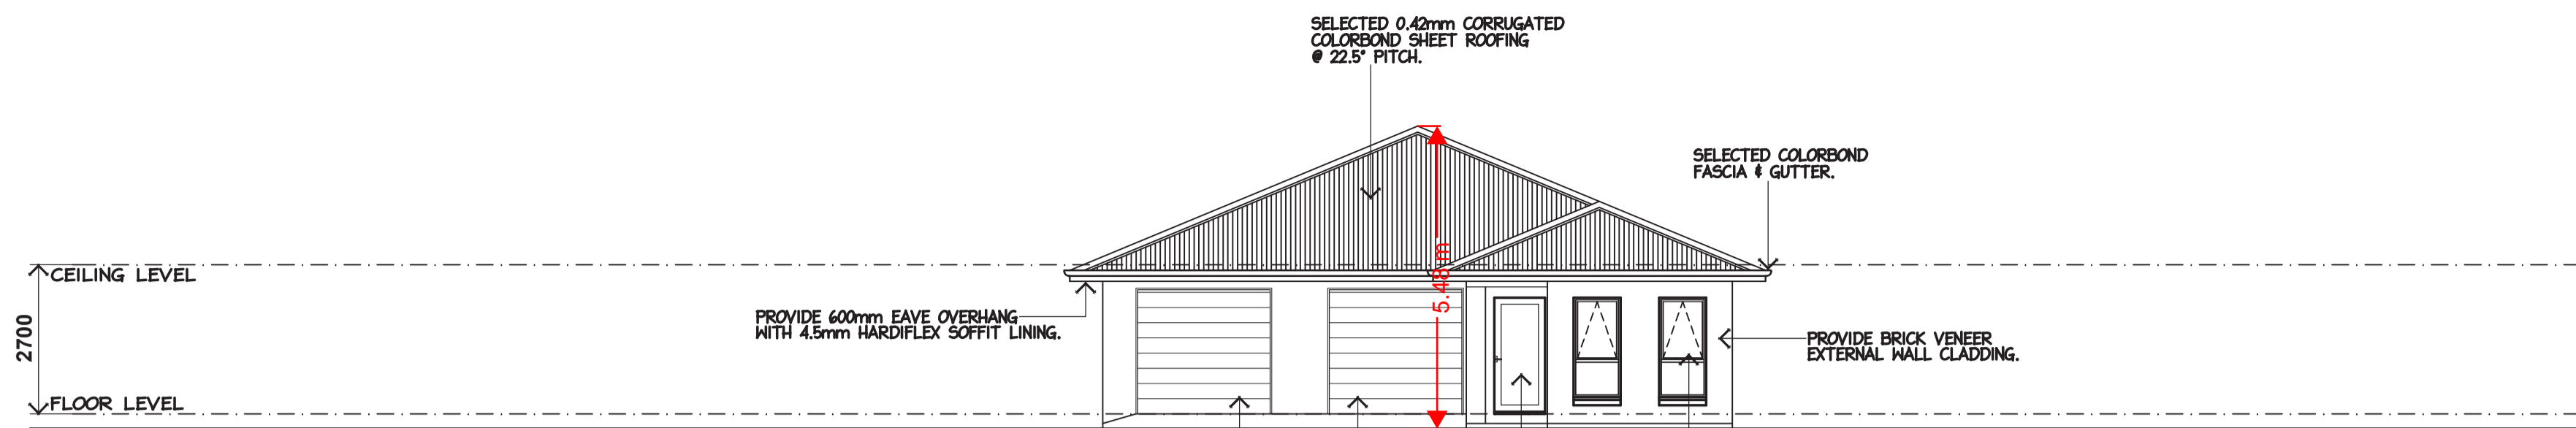 SELECTED 0.42mm CORRUGATED
COLORBOND SHEET ROOFING
@ 22.5° PITCH.
SELECTED COLORBOND
FASCIA & GUTTER.
CEILING LEVEL
5.48 m
2700
PROVIDE 600mm EAVE OVERHANG
WITH 4.5mm HARDIFLEX SOFFIT LINING.
PROVIDE BRICK VENEER
EXTERNAL WALL CLADDING.
FLOOR LEVEL